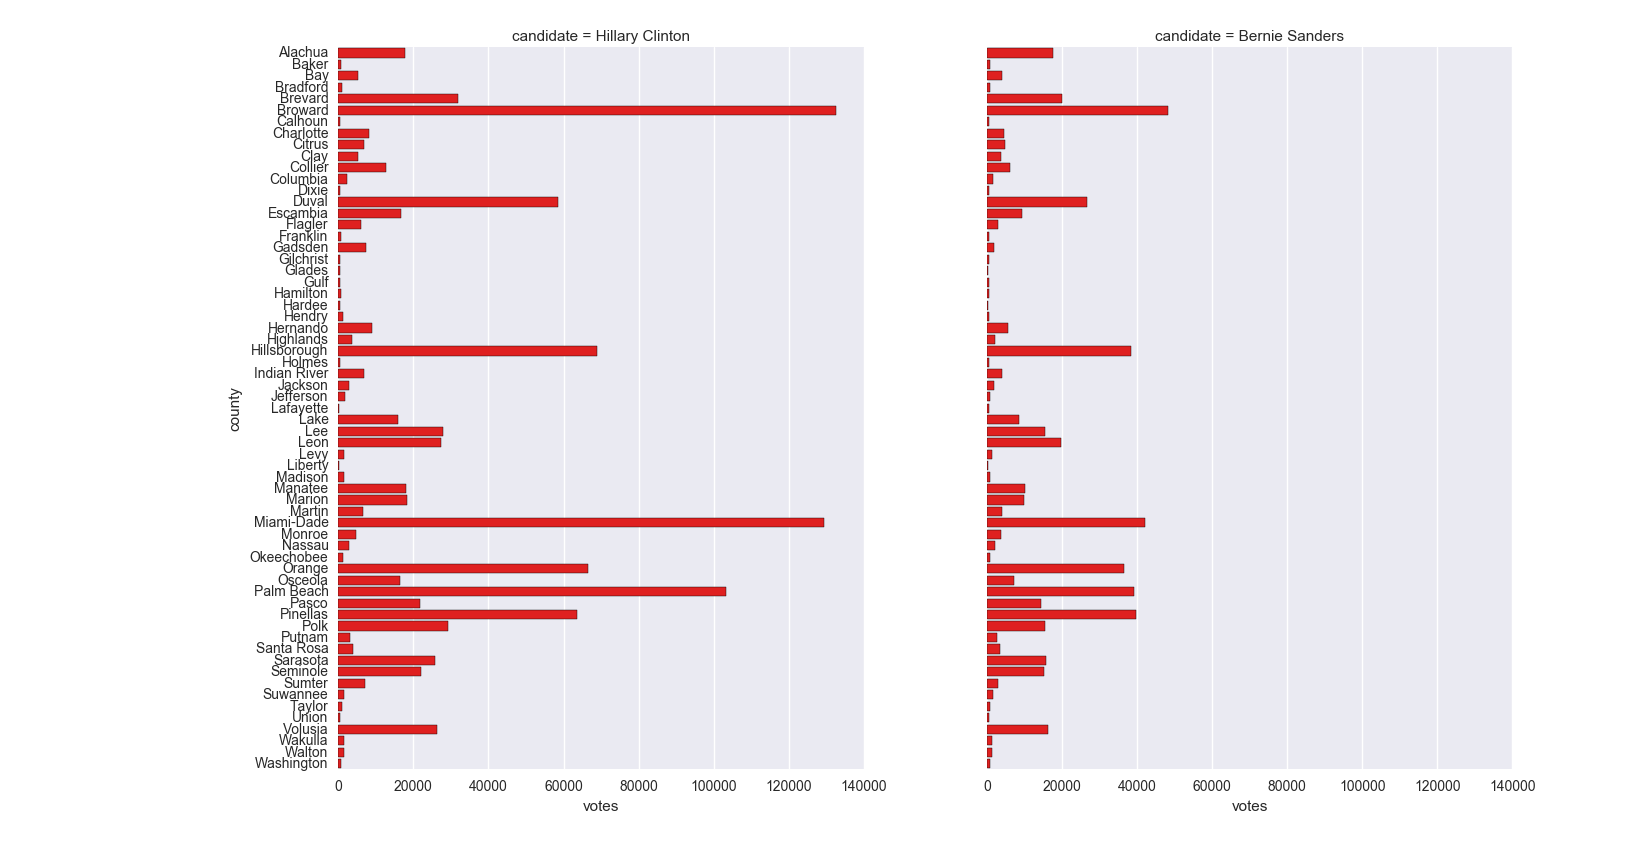 candidate = Hillary Clinton
candidate = Bernie Sanders
county
Alachua
Baker
Bay
Bradford
Brevard
Broward
Calhoun
Charlotte
Citrus
Clay
Collier
Columbia
Dixie
Duval
Escambia
Flagler
Franklin
Gadsden
Gilchrist
Glades
Gulf
Hamilton
Hardee
Hendry
Hernando
Highlands
Hillsborough
Holmes
Indian River
Jackson
Jefferson
Lafayette
Lake
Lee
Leon
Levy
Liberty
Madison
Manatee
Marion
Martin
Miami-Dade
Monroe
Nassau
Okeechobee
Orange
Osceola
Palm Beach
Pasco
Pinellas
Polk
Putnam
Santa Rosa
Sarasota
Seminole
Sumter
Suwannee
Taylor
Union
Volusia
Wakulla
Walton
Washington
0 20000 40000 60000 80000 100000 120000 140000
votes
0 20000 40000 60000 80000 100000 120000 140000
votes